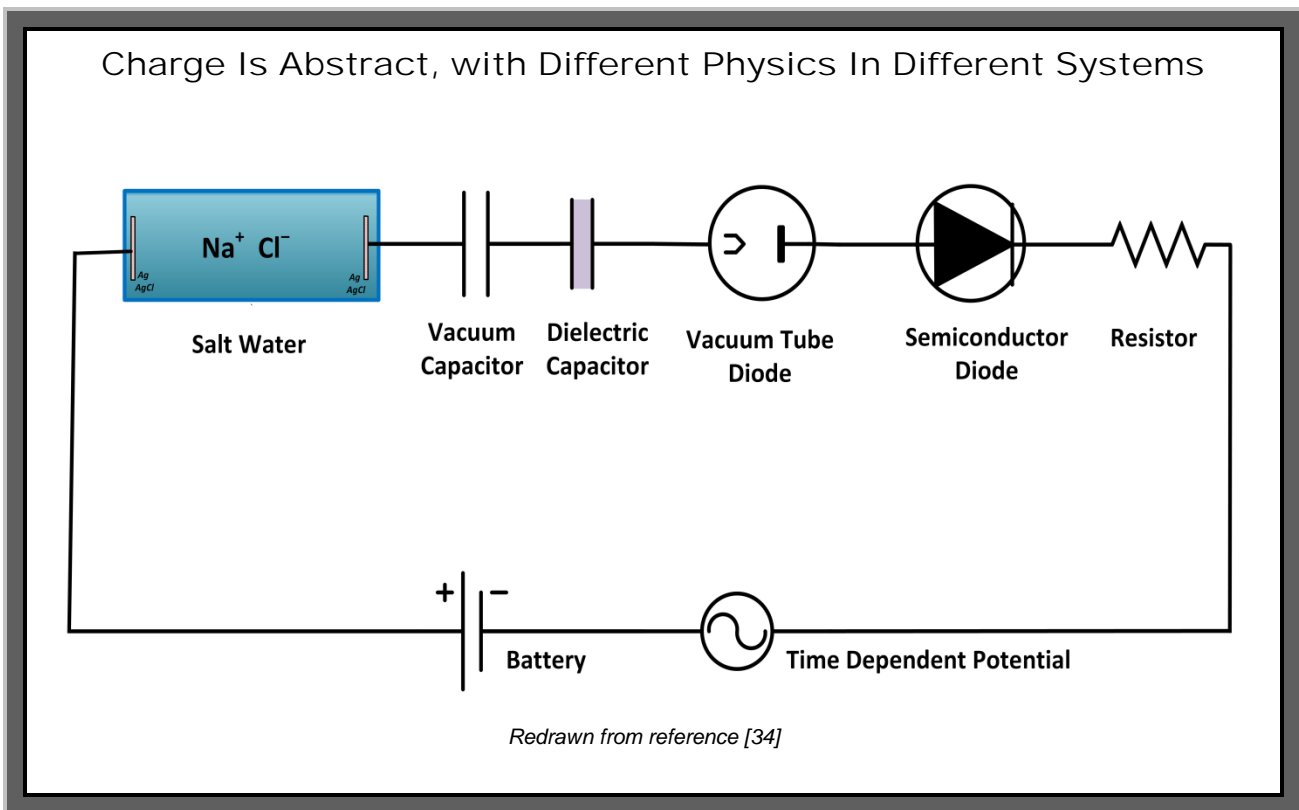 Charge Is Abstract, with Different Physics In Different Systems
Na⁺ Cl⁻
Ag
AgCl
Ag
AgCl
Salt Water
Vacuum
Capacitor
Dielectric
Capacitor
Vacuum Tube
Diode
Semiconductor
Diode
Resistor
+ −
Battery
Time Dependent Potential
Redrawn from reference [34]